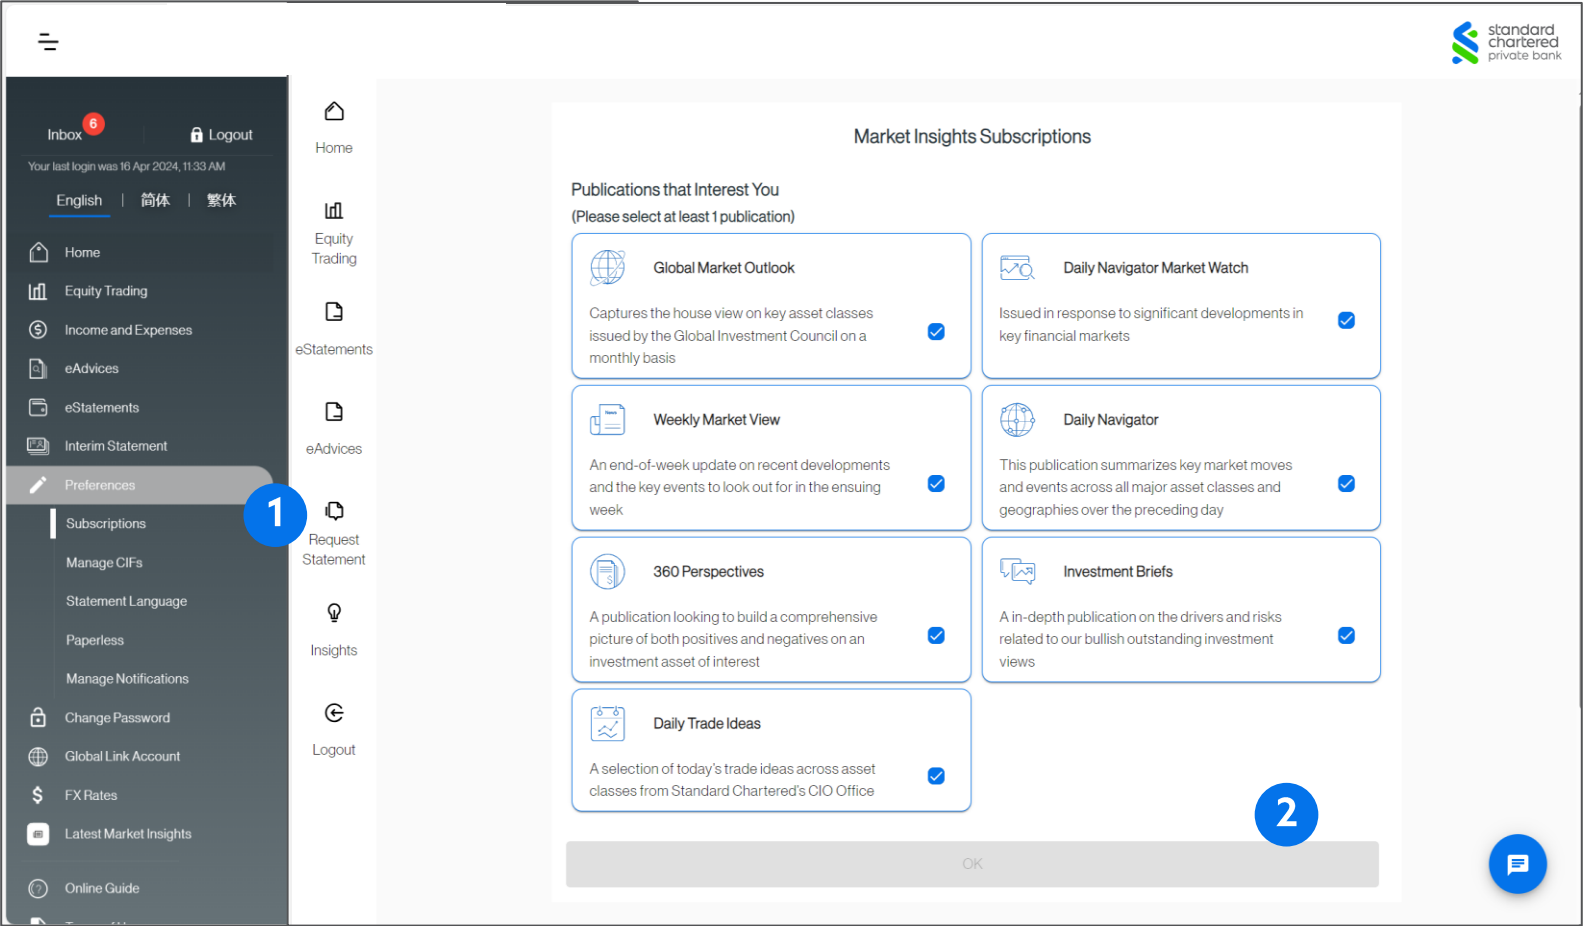 standard
chartered
private bank
Inbox
6
Logout
Your last login was 16 Apr 2024, 11:33 AM
English | 简体 | 繁体
Home
Equity Trading
Income and Expenses
eAdvices
eStatements
Interim Statement
Preferences
1
Subscriptions
Manage CIFs
Statement Language
Paperless
Manage Notifications
Change Password
Global Link Account
FX Rates
Latest Market Insights
Online Guide
Home
Equity
Trading
eStatements
eAdvices
Request
Statement
Insights
Logout
Market Insights Subscriptions
Publications that Interest You
(Please select at least 1 publication)
Global Market Outlook
Captures the house view on key asset classes
issued by the Global Investment Council on a
monthly basis
Daily Navigator Market Watch
Issued in response to significant developments in
key financial markets
News
Weekly Market View
An end-of-week update on recent developments
and the key events to look out for in the ensuing
week
Daily Navigator
This publication summarizes key market moves
and events across all major asset classes and
geographies over the preceding day
360 Perspectives
A publication looking to build a comprehensive
picture of both positives and negatives on an
investment asset of interest
Investment Briefs
A in-depth publication on the drivers and risks
related to our bullish outstanding investment
views
Daily Trade Ideas
A selection of today's trade ideas across asset
classes from Standard Chartered's CIO Office
2
OK